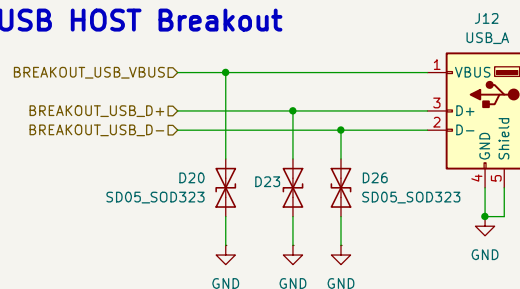 USB HOST Breakout
J12
USB_A
BREAKOUT_USB_VBUS
1
VBUS
BREAKOUT_USB_D+
3
D+
BREAKOUT_USB_D-
2
D-
GND
Shield
4
5
D20
SD05_SOD323
D23
D26
SD05_SOD323
GND
GND
GND
GND